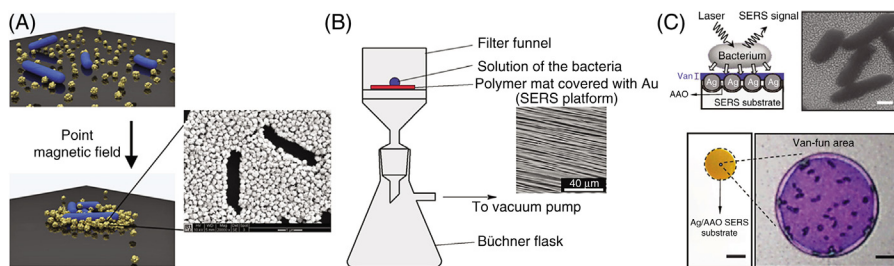 (A)
Point
magnetic field
(B)
Filter funnel
Solution of the bacteria
Polymer mat covered with Au
(SERS platform)
40 µm
To vacuum pump
Büchner flask
(C)
Laser
SERS signal
Bacterium
Van
Ag Ag Ag Ag
AAO
SERS substrate
Van-fun area
Ag/AAO SERS
substrate